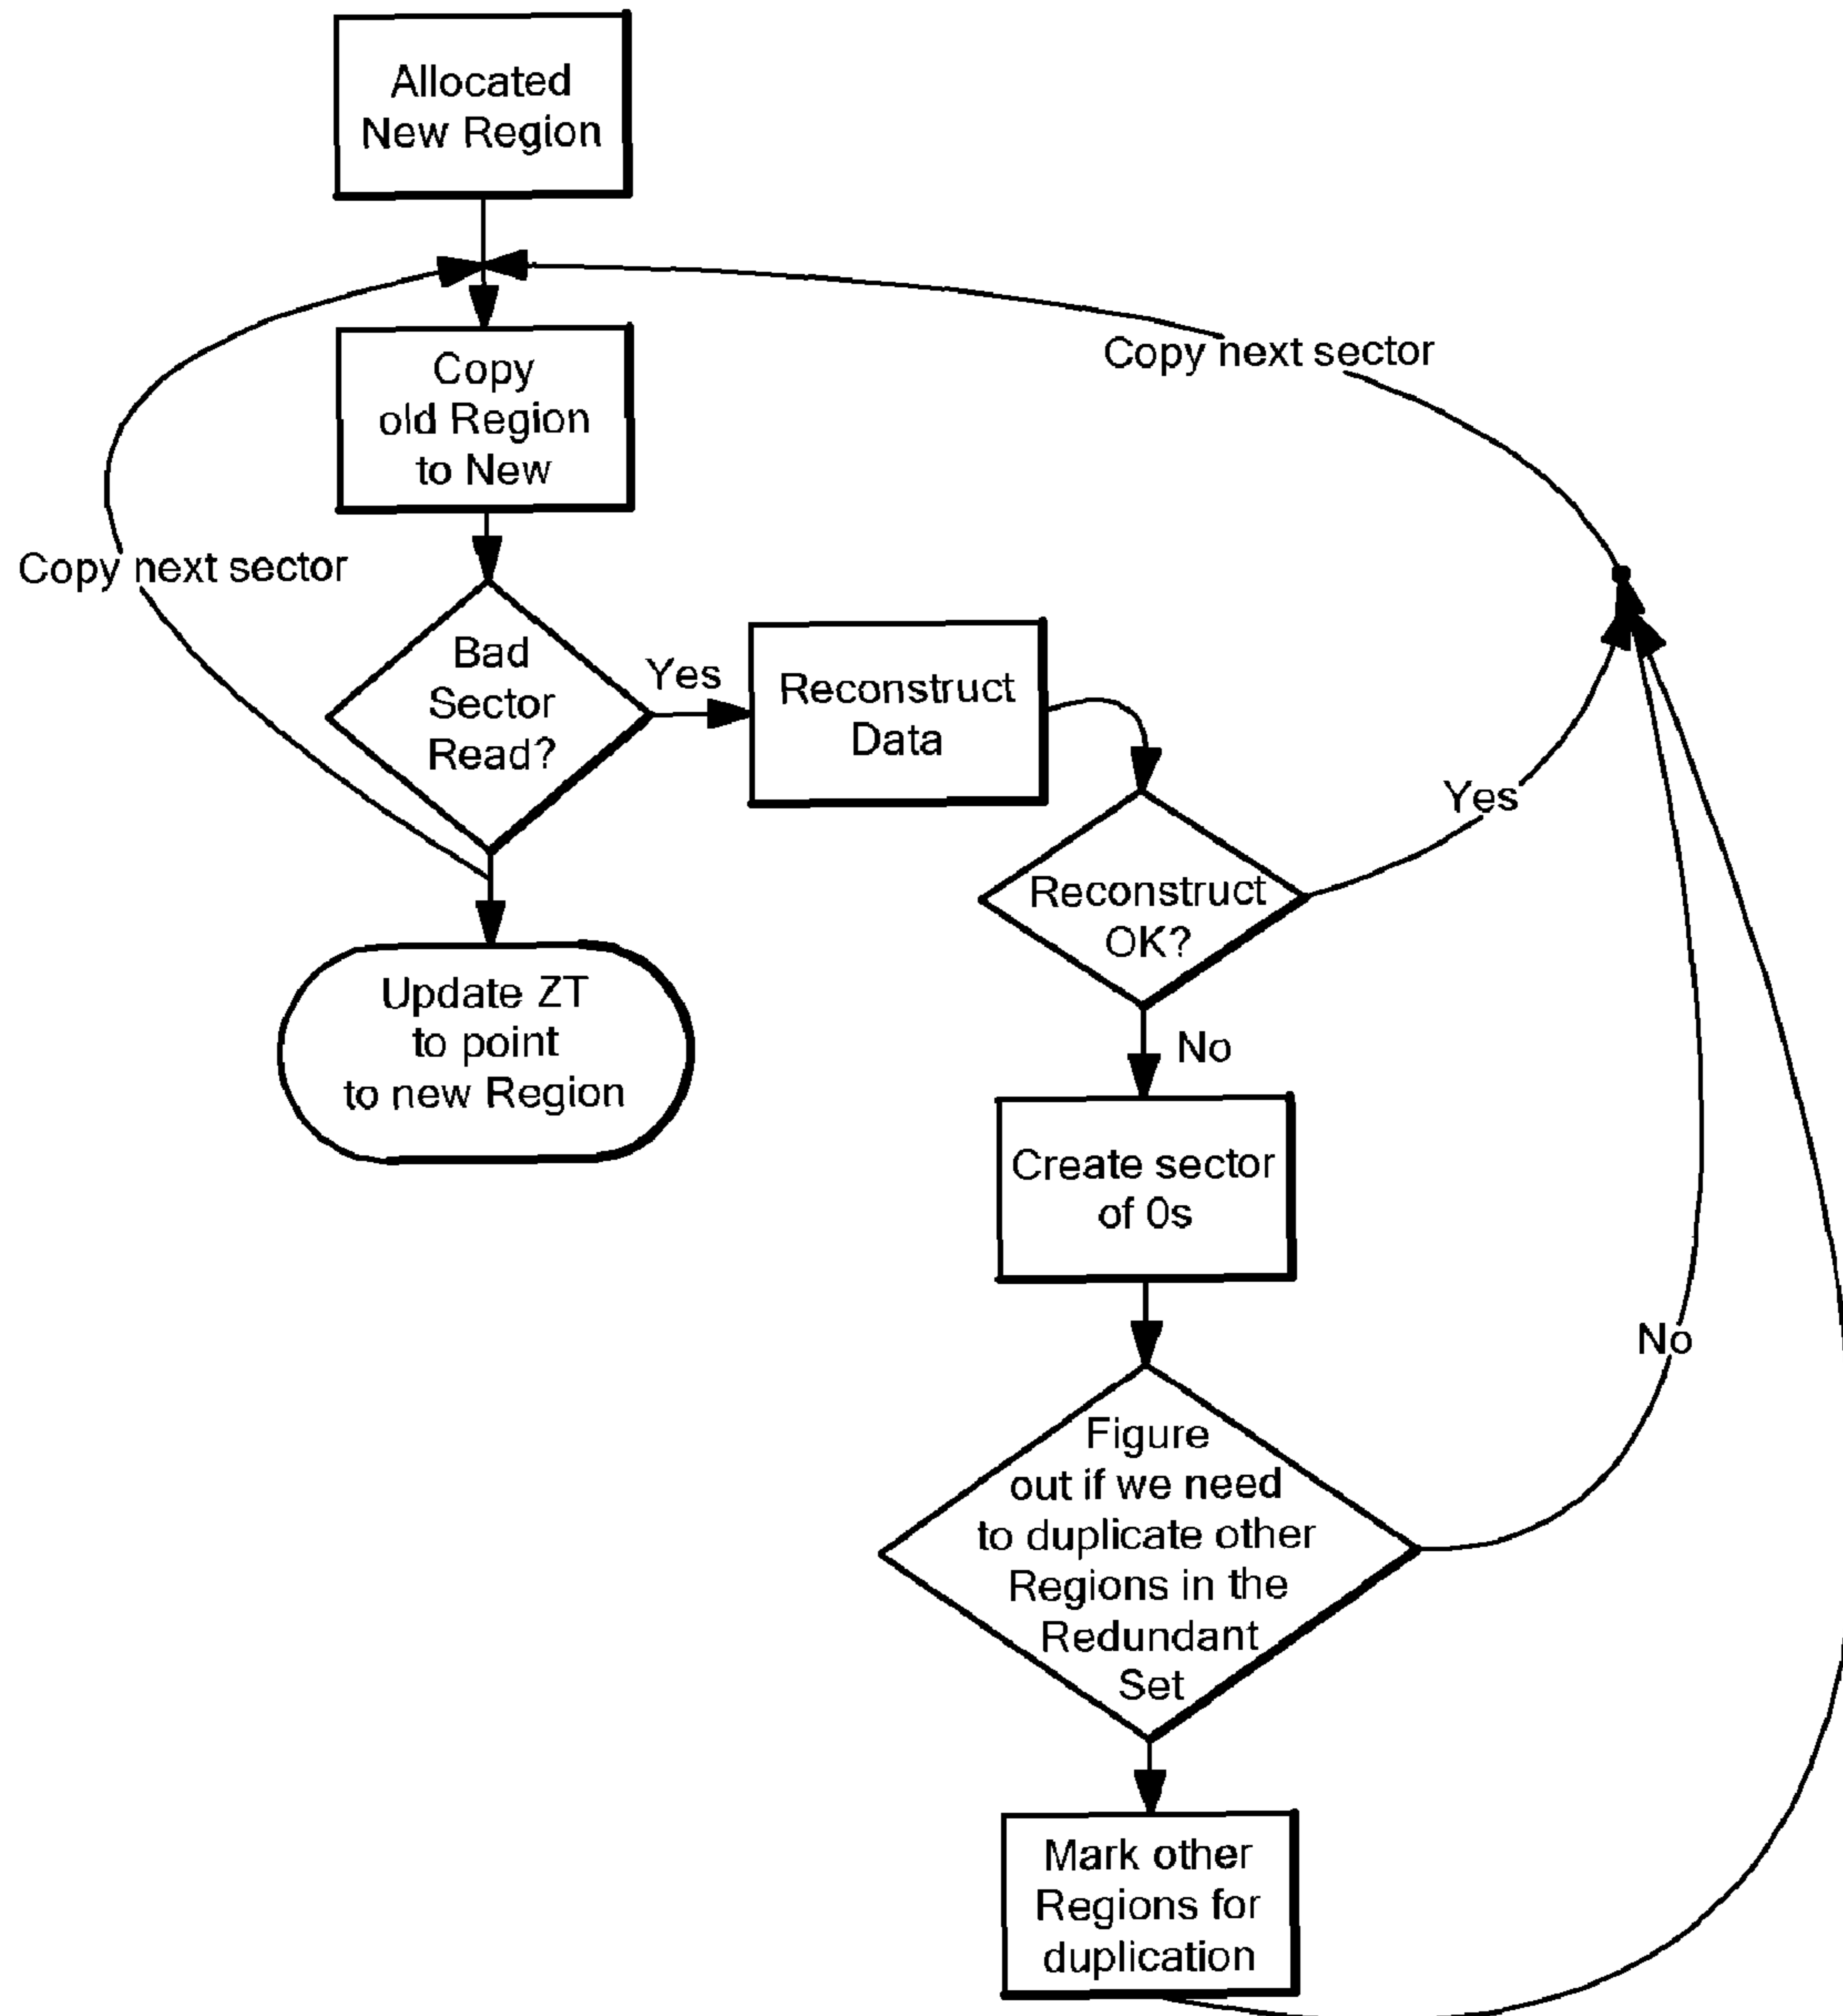 Allocated
New Region
Copy next sector
Copy
old Region
to New
Copy next sector
Bad
Sector
Read?
Yes
Reconstruct
Data
Yes
Reconstruct
OK?
No
Update ZT
to point
to new Region
Create sector
of 0s
No
Figure
out if we need
to duplicate other
Regions in the
Redundant
Set
Mark other
Regions for
duplication